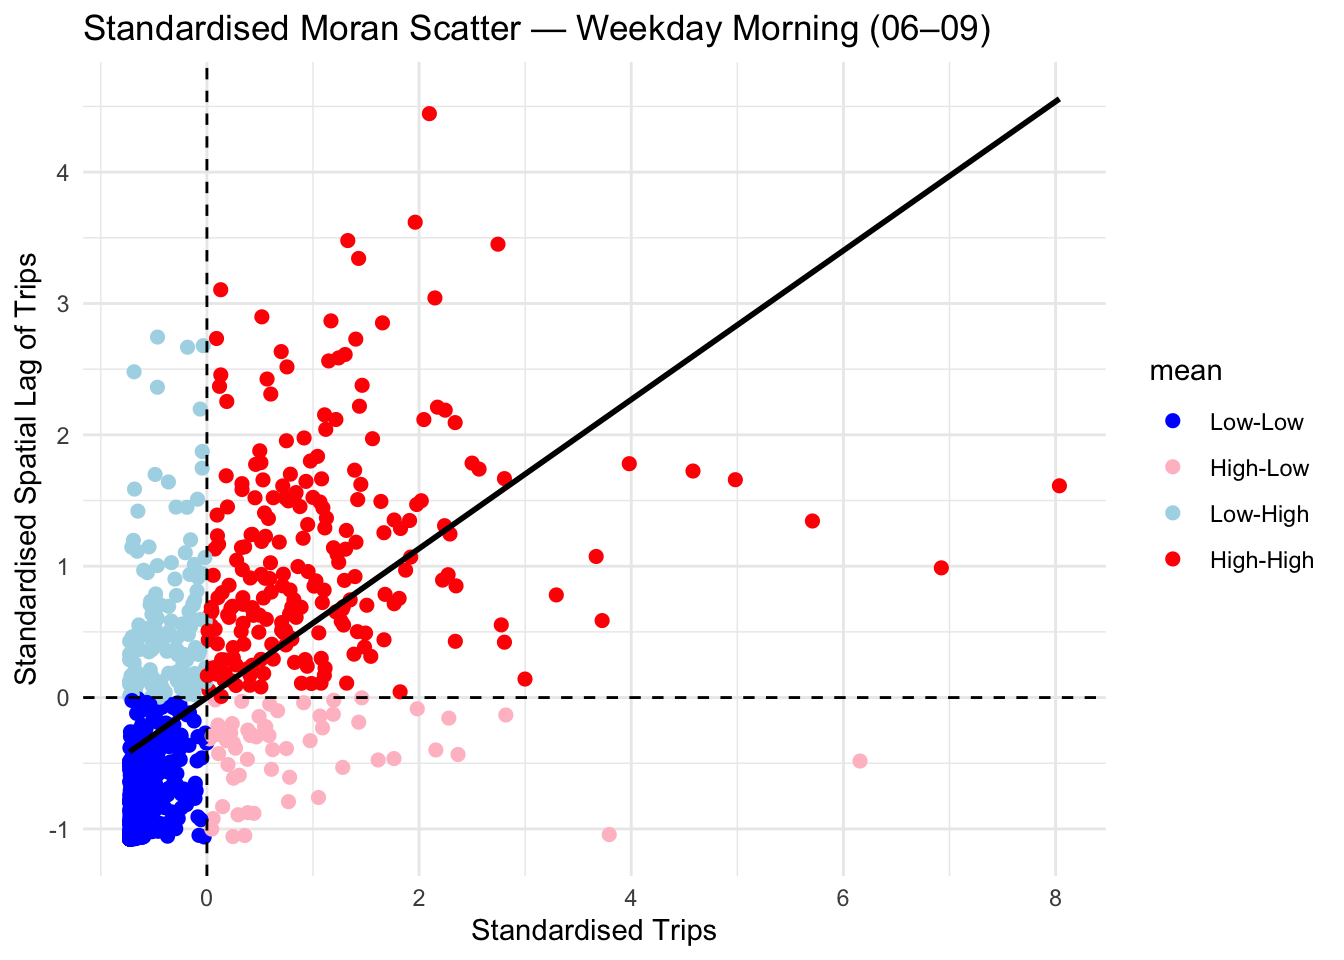 Standardised Moran Scatter — Weekday Morning (06–09)
Standardised Spatial Lag of Trips
4
3
2
1
0
-1
0
2
4
6
8
Standardised Trips
mean
Low-Low
High-Low
Low-High
High-High